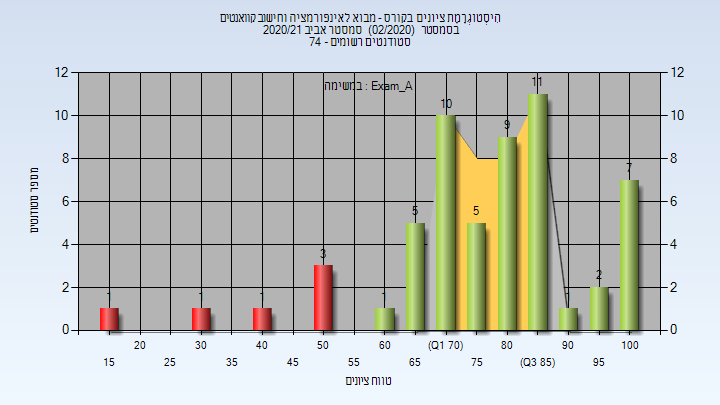 היסטוגרמת ציונים בקורס - מבוא לאינפורמציה וחישוב קוואנטים
בסמסטר (02/2020) סמסטר אביב 2020/21
סטודנטים רשומים - 74
במשימה : Exam_A
12 12
10 10
8 8
6 6
4 4
2 2
0 0
מספר סטודנטים
1 1 1 3 1 5 10 5 9 11 1 2 7
20 30 40 50 60 (Q1 70) 80 90 100
15 25 35 45 55 65 75 (Q3 85) 95
טווח ציונים